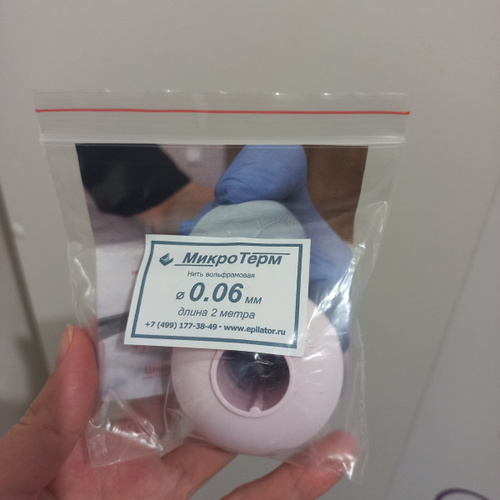 МикроТерм
Нить вольфрамовая
ø 0.06 мм
длина 2 метра
+7 (499) 177-38-49 • www.epilator.ru